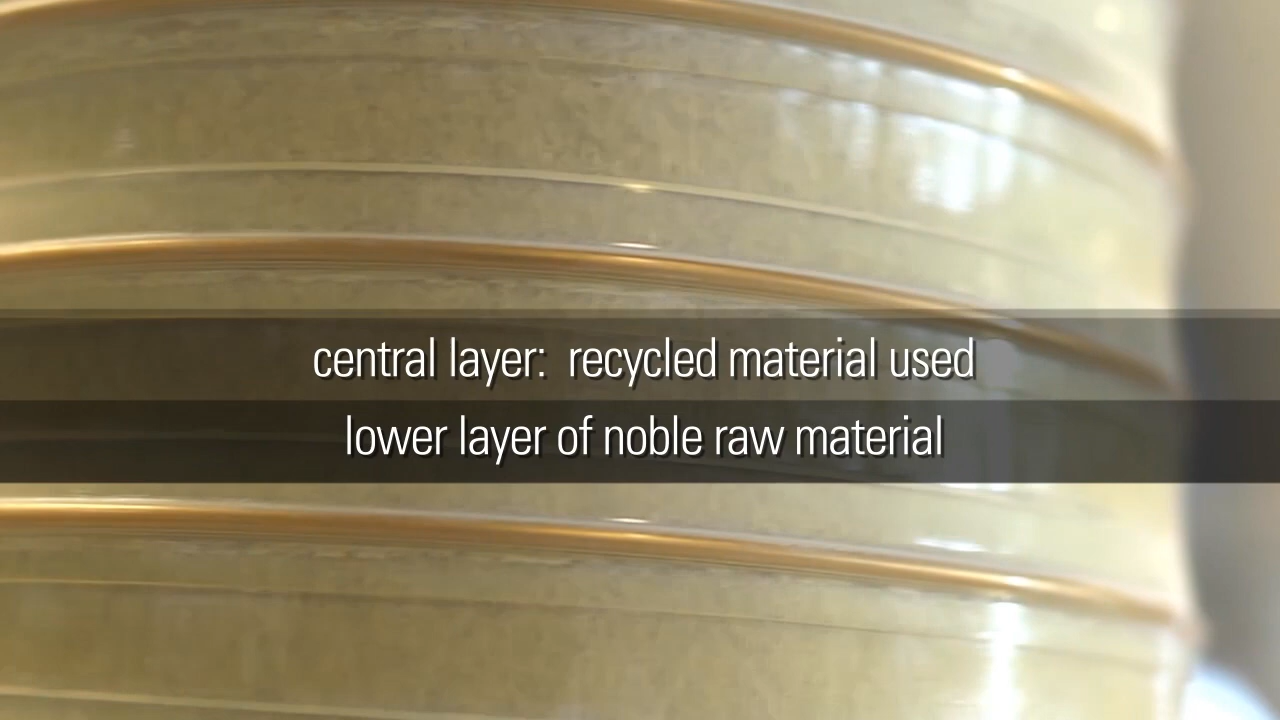 central layer:  recycled material used
lower layer of noble raw material